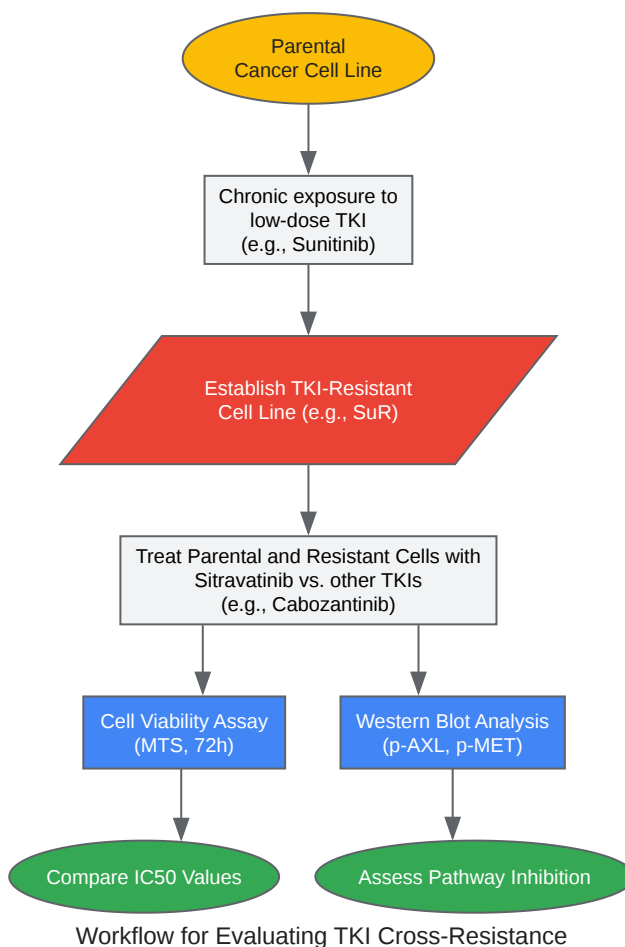 Parental
Cancer Cell Line
Chronic exposure to
low-dose TKI
(e.g., Sunitinib)
Establish TKI-Resistant
Cell Line (e.g., SuR)
Treat Parental and Resistant Cells with
Sitravatinib vs. other TKIs
(e.g., Cabozantinib)
Cell Viability Assay
(MTS, 72h)
Western Blot Analysis
(p-AXL, p-MET)
Compare IC50 Values
Assess Pathway Inhibition
Workflow for Evaluating TKI Cross-Resistance